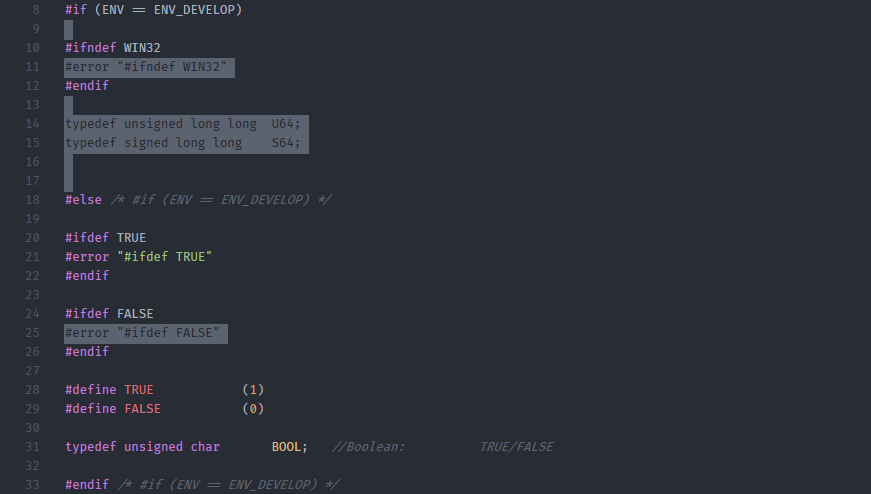 8 #if (ENV == ENV_DEVELOP)
9
10 #ifndef WIN32
11 #error "#ifndef WIN32"
12 #endif
13
14 typedef unsigned long long  U64;
15 typedef signed long long    S64;
16
17
18 #else /* #if (ENV == ENV_DEVELOP) */
19
20 #ifdef TRUE
21 #error "#ifdef TRUE"
22 #endif
23
24 #ifdef FALSE
25 #error "#ifdef FALSE"
26 #endif
27
28 #define TRUE            (1)
29 #define FALSE           (0)
30
31 typedef unsigned char       BOOL;   //Boolean:          TRUE/FALSE
32
33 #endif /* #if (ENV == ENV_DEVELOP) */